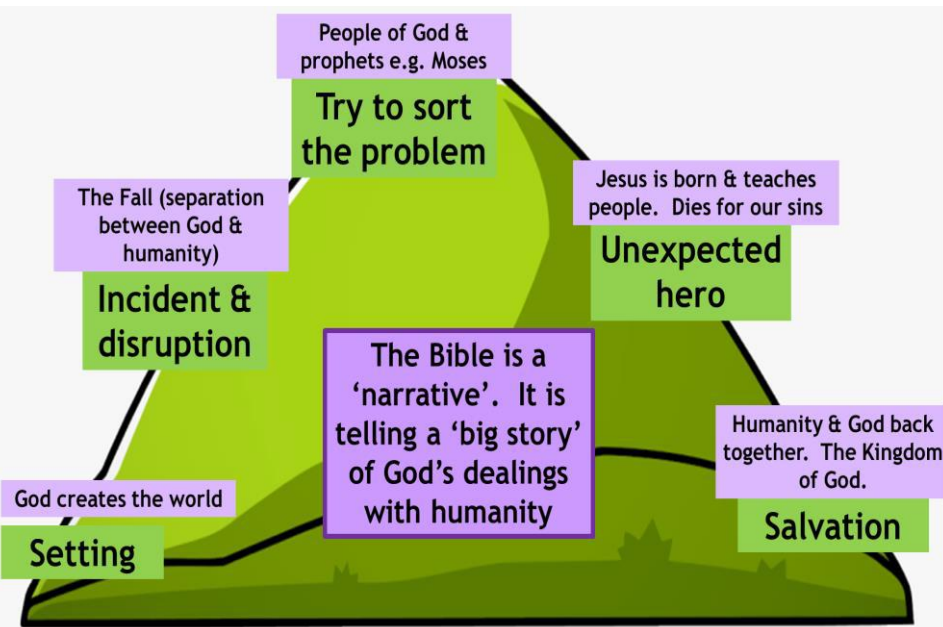 People of God &
prophets e.g. Moses
Try to sort
the problem
The Fall (separation
between God &
humanity)
Incident &
disruption
Jesus is born & teaches
people.  Dies for our sins
Unexpected
hero
The Bible is a
‘narrative’.  It is
telling a ‘big story’
of God’s dealings
with humanity
God creates the world
Setting
Humanity & God back
together.  The Kingdom
of God.
Salvation